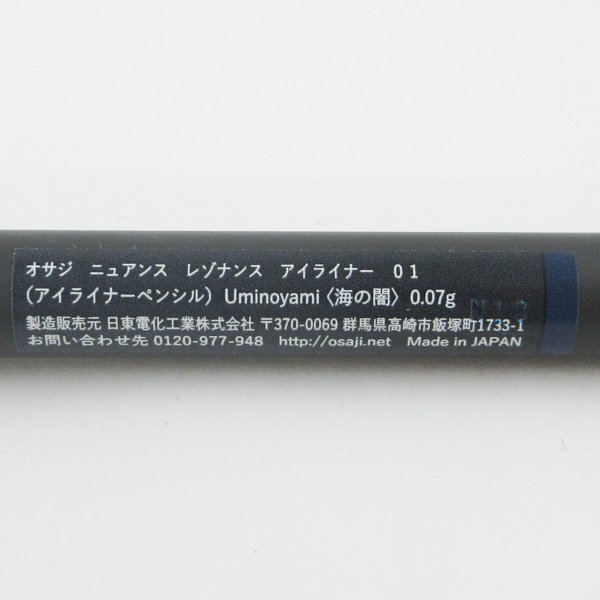 オサジ　ニュアンス　レゾナンス　アイライナー　０１
（アイライナーペンシル）Uminoyami〈海の闇〉0.07g
製造販売元 日東電化工業株式会社 〒370-0069 群馬県高崎市飯塚町1733-1
お問い合わせ先 0120-977-948　http://osaji.net　Made in JAPAN